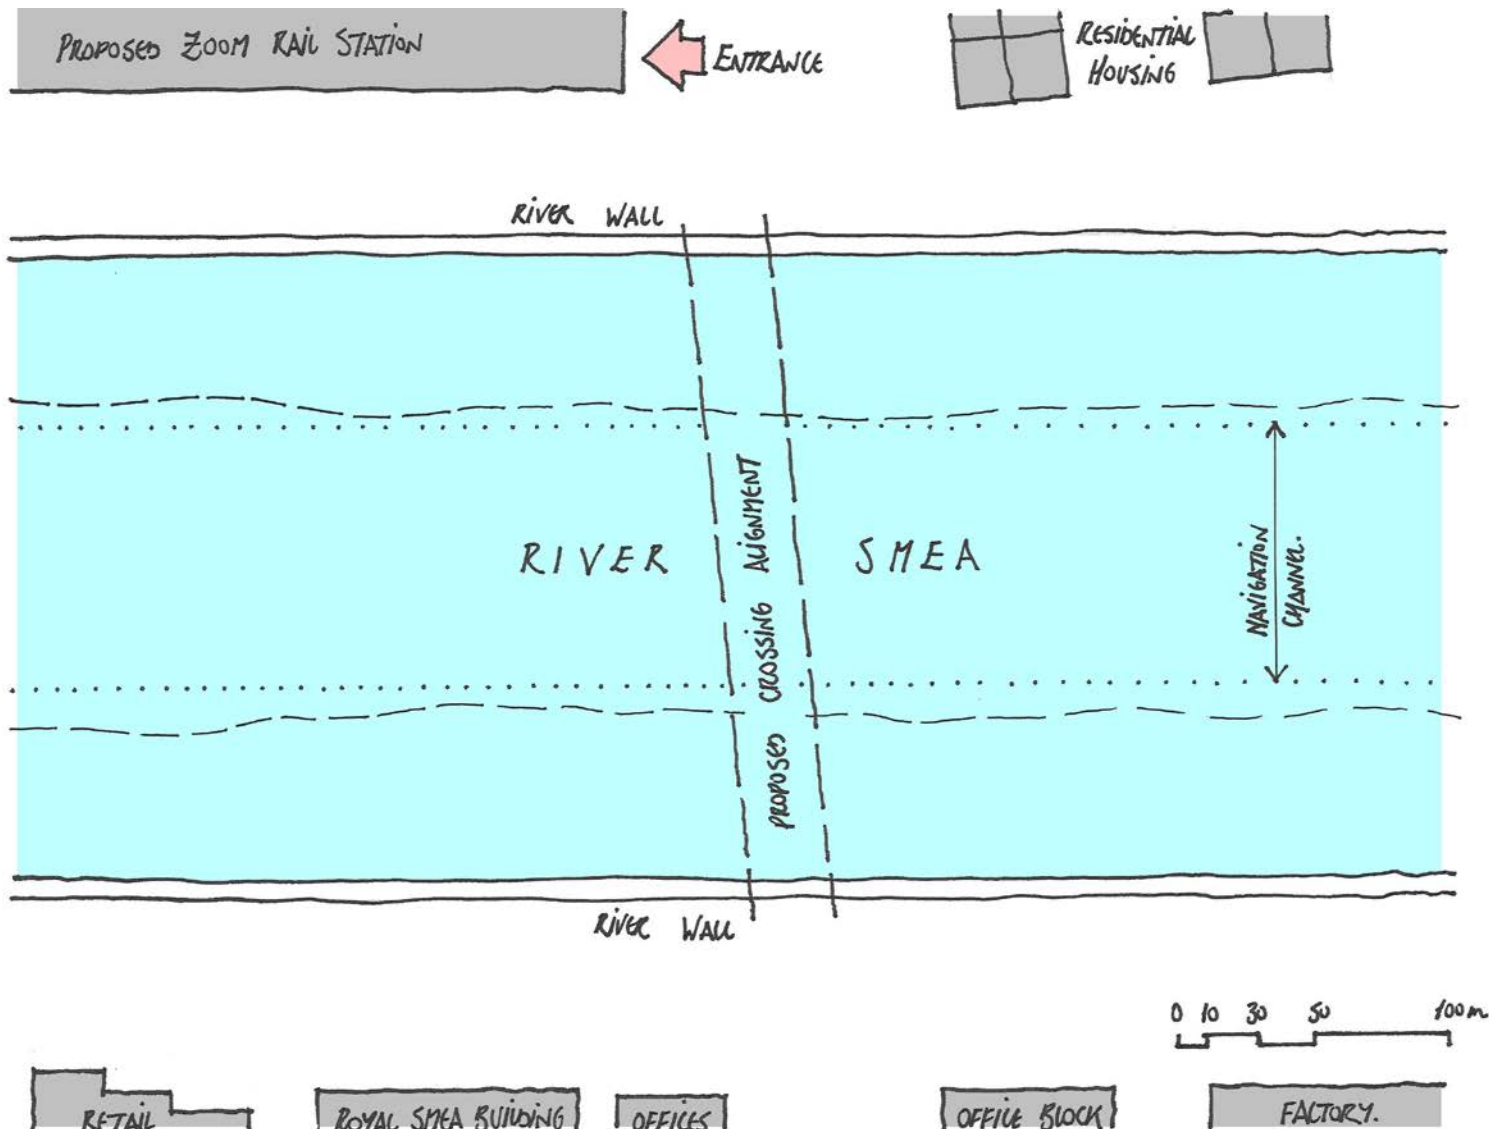 PROPOSED ZOOM RAIL STATION
ENTRANCE
RESIDENTIAL
HOUSING
RIVER WALL
PROPOSED CROSSING ALIGNMENT
RIVER SMEA
NAVIGATION
CHANNEL.
RIVER WALL
0 10 30 50 100m
RETAIL
ROYAL SMEA BUILDING
OFFICES
OFFICE BLOCK
FACTORY.